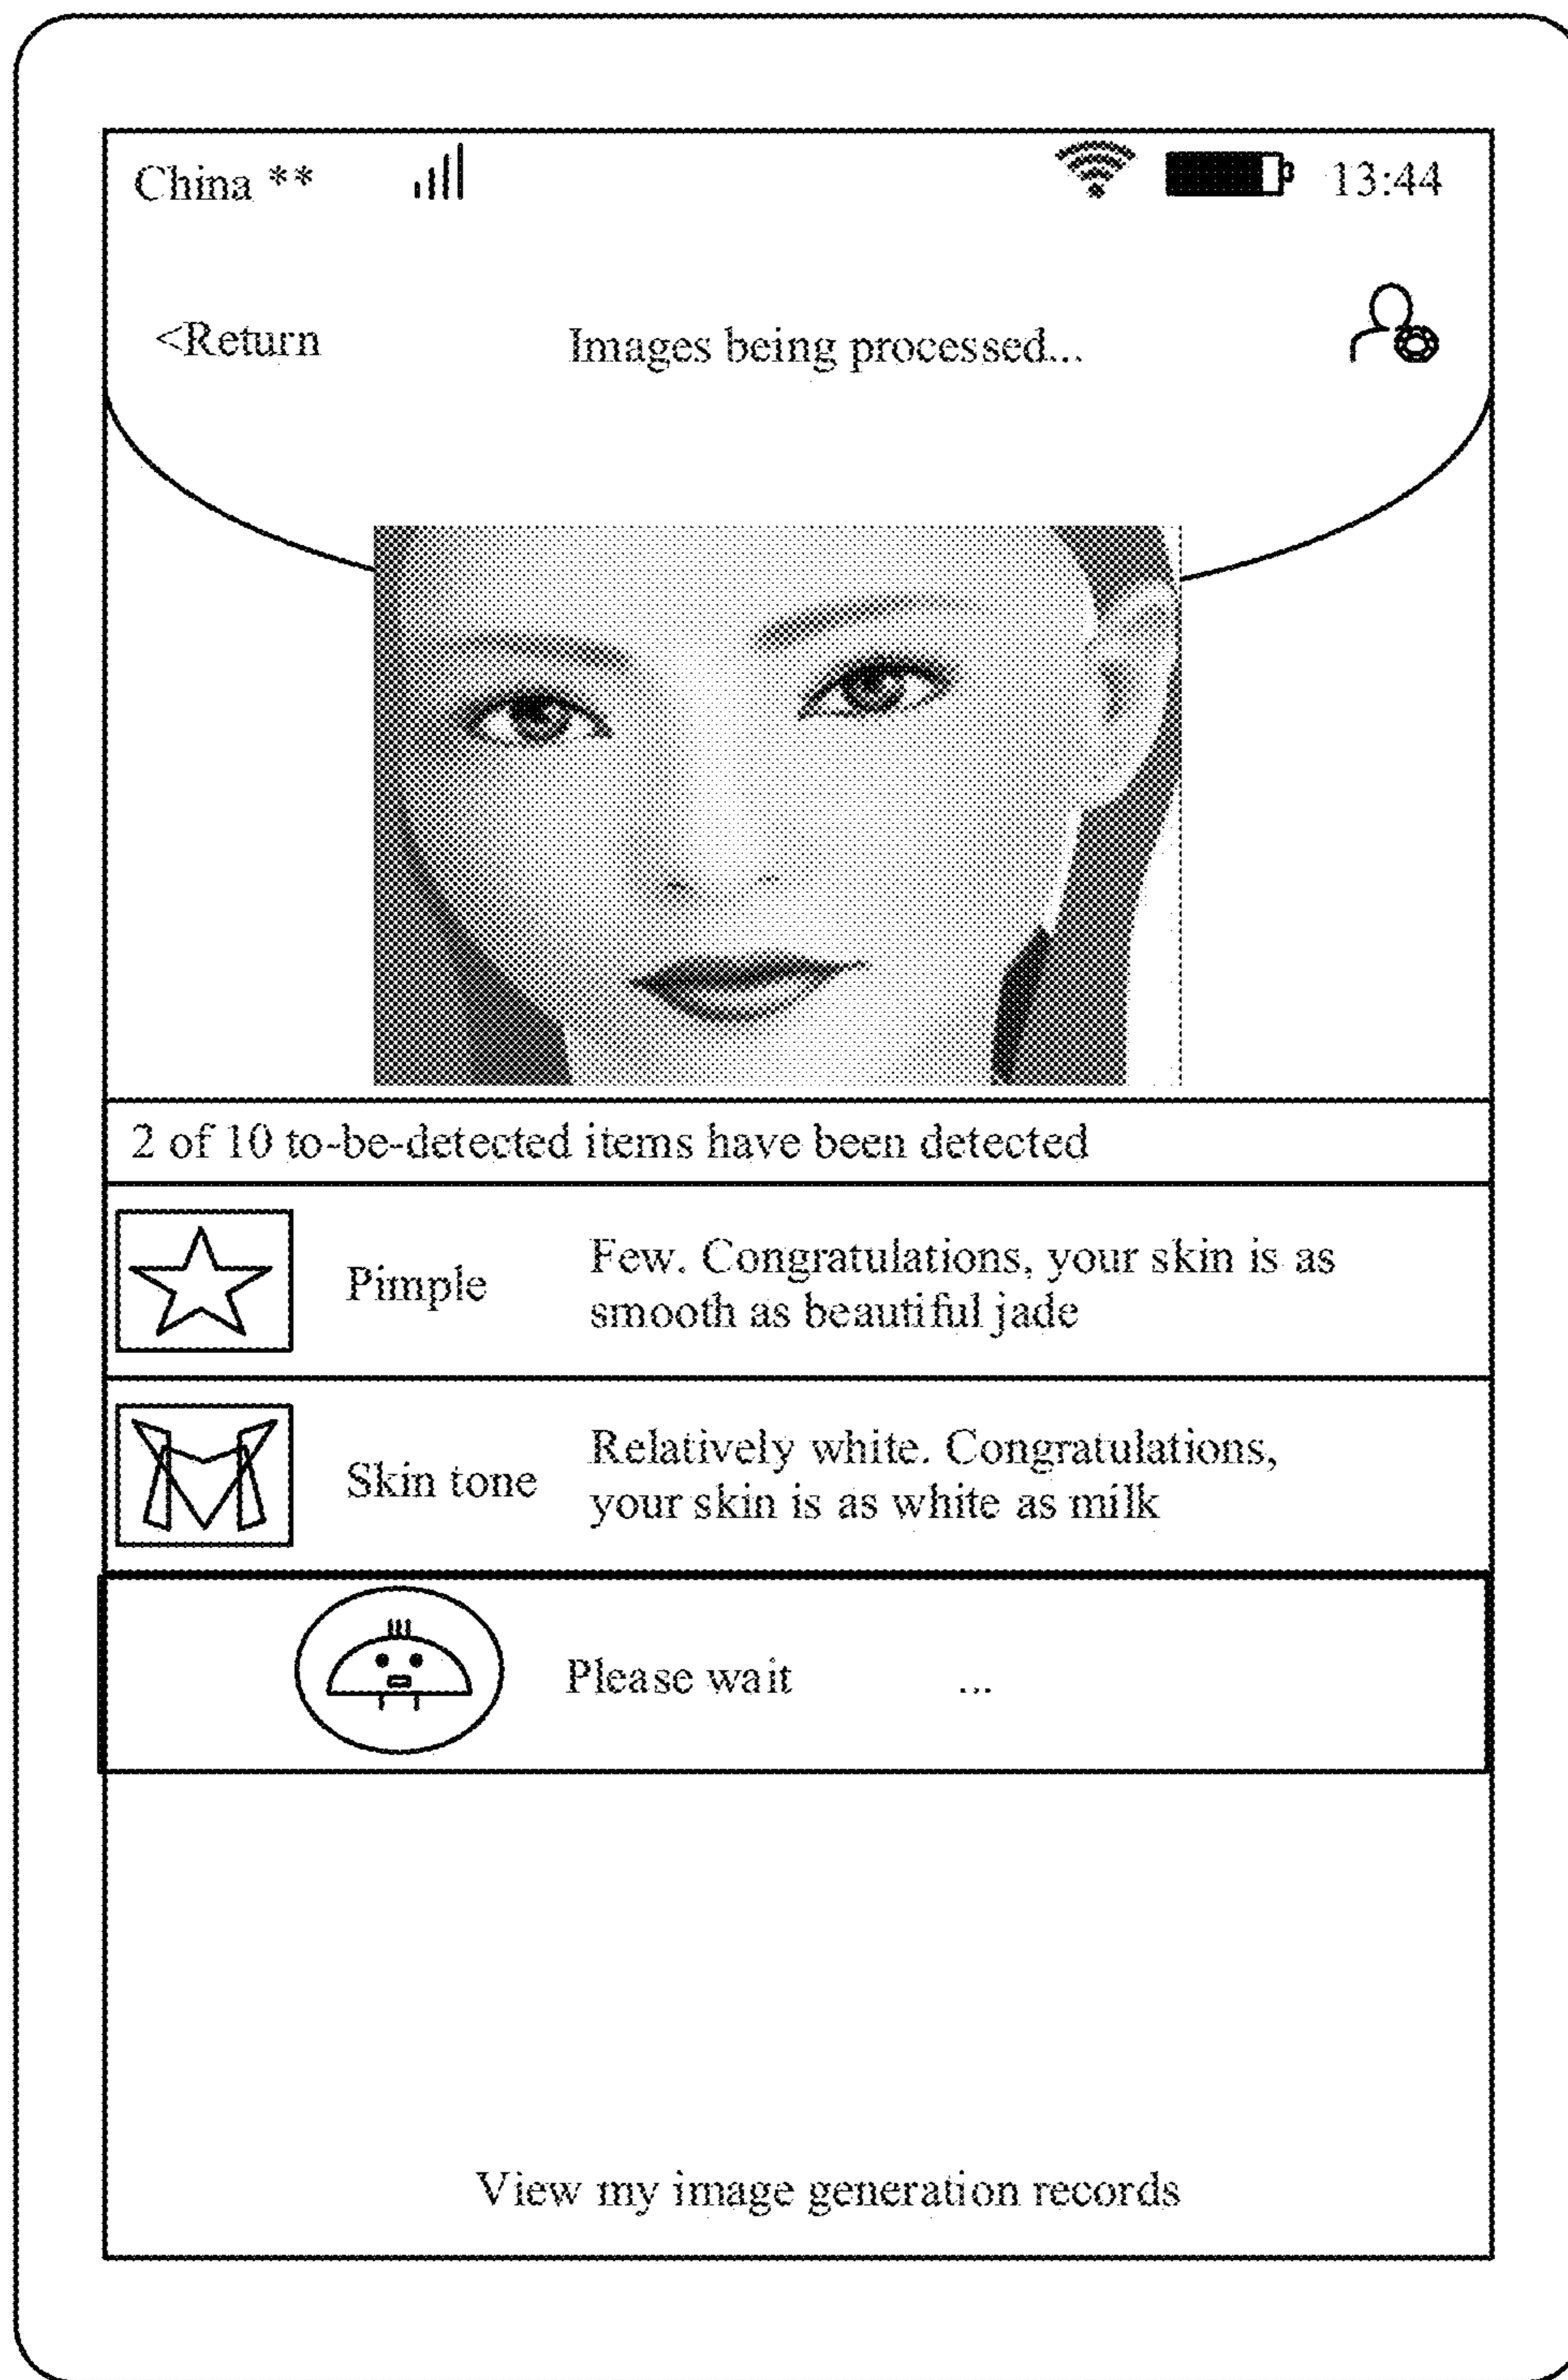 China ** 13:44
<Return Images being processed...
2 of 10 to-be-detected items have been detected
Pimple
Few. Congratulations, your skin is as
smooth as beautiful jade
Skin tone
Relatively white. Congratulations,
your skin is as white as milk
Please wait ...
View my image generation records